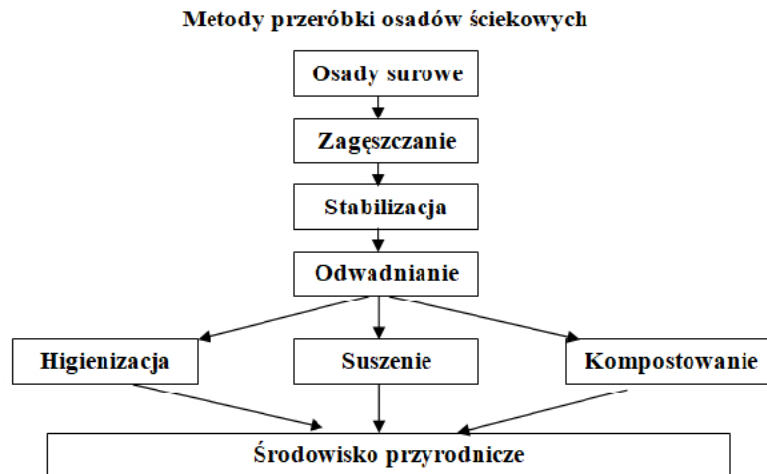 Metody przeróbki osadów ściekowych
Osady surowe
Zagęszczanie
Stabilizacja
Odwadnianie
Higienizacja
Suszenie
Kompostowanie
Środowisko przyrodnicze